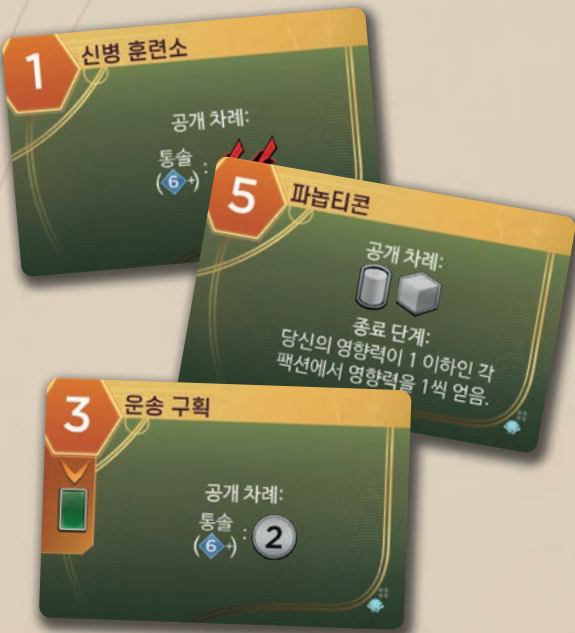 1 신병 훈련소
공개 차례:
통솔
(6+) :
5 파놉티콘
공개 차례:
종료 단계:
당신의 영향력이 1 이하인 각
팩션에서 영향력을 1씩 얻음.
3 운송 구획
공개 차례:
통솔
(6+) : 2